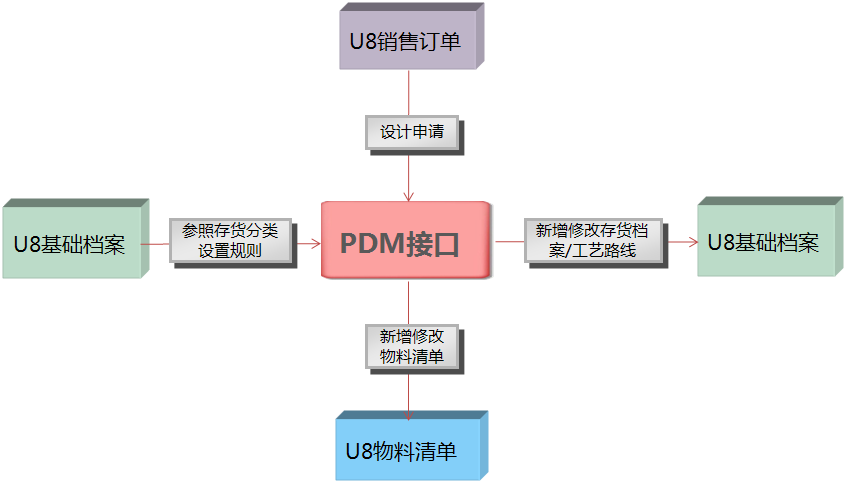 U8销售订单
设计申请
U8基础档案
参照存货分类
设置规则
PDM接口
新增修改存货档
案/工艺路线
U8基础档案
新增修改
物料清单
U8物料清单